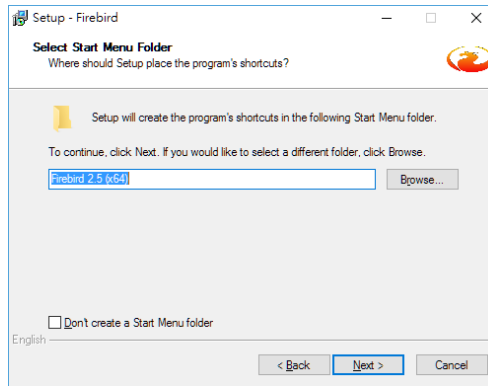 Setup - Firebird
Select Start Menu Folder
Where should Setup place the program's shortcuts?
Setup will create the program's shortcuts in the following Start Menu folder.
To continue, click Next. If you would like to select a different folder, click Browse.
Firebird 2.5 (x64)
Browse...
Don't create a Start Menu folder
English
< Back
Next >
Cancel